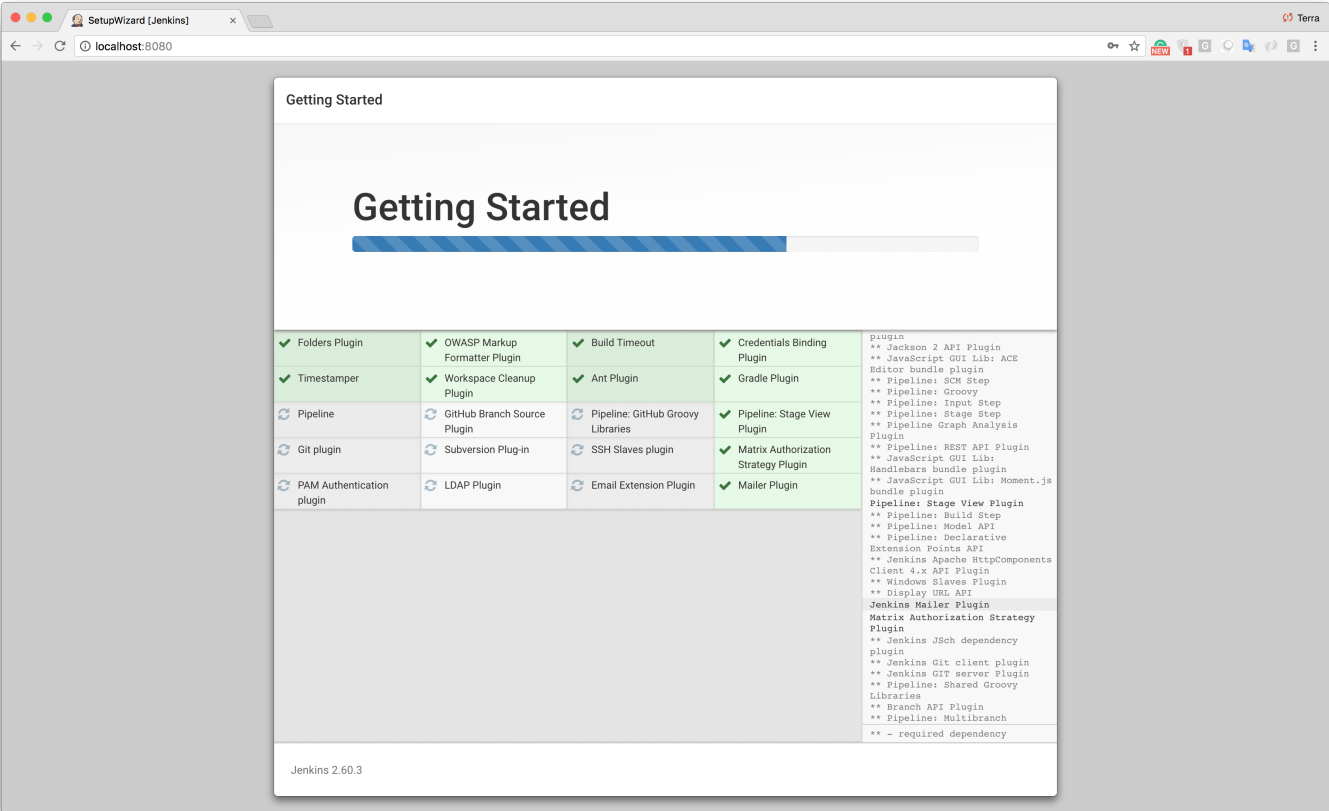 SetupWizard [Jenkins]
Terra
localhost:8080
NEW
1
G
G
Getting Started
Getting Started
Folders Plugin
OWASP Markup
Formatter Plugin
Build Timeout
Credentials Binding
Plugin
Timestamper
Workspace Cleanup
Plugin
Ant Plugin
Gradle Plugin
Pipeline
GitHub Branch Source
Plugin
Pipeline: GitHub Groovy
Libraries
Pipeline: Stage View
Plugin
Git plugin
Subversion Plug-in
SSH Slaves plugin
Matrix Authorization
Strategy Plugin
PAM Authentication
plugin
LDAP Plugin
Email Extension Plugin
Mailer Plugin
plugin
** Jackson 2 API Plugin
** JavaScript GUI Lib: ACE
Editor bundle plugin
** Pipeline: SCM Step
** Pipeline: Groovy
** Pipeline: Input Step
** Pipeline: Stage Step
** Pipeline Graph Analysis
Plugin
** Pipeline: REST API Plugin
** JavaScript GUI Lib:
Handlebars bundle plugin
** JavaScript GUI Lib: Moment.js
bundle plugin
Pipeline: Stage View Plugin
** Pipeline: Build Step
** Pipeline: Model API
** Pipeline: Declarative
Extension Points API
** Jenkins Apache HttpComponents
Client 4.x API Plugin
** Windows Slaves Plugin
** Display URL API
Jenkins Mailer Plugin
Matrix Authorization Strategy
Plugin
** Jenkins JSch dependency
plugin
** Jenkins Git client plugin
** Jenkins GIT server Plugin
** Pipeline: Shared Groovy
Libraries
** Branch API Plugin
** Pipeline: Multibranch
** - required dependency
Jenkins 2.60.3